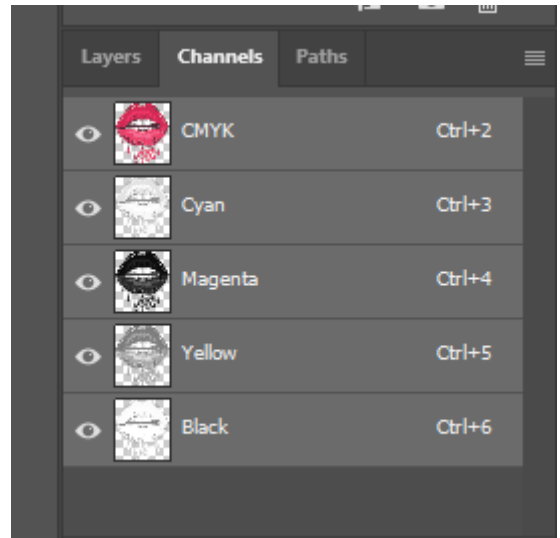 Layers Channels Paths
CMYK Ctrl+2
Cyan Ctrl+3
Magenta Ctrl+4
Yellow Ctrl+5
Black Ctrl+6